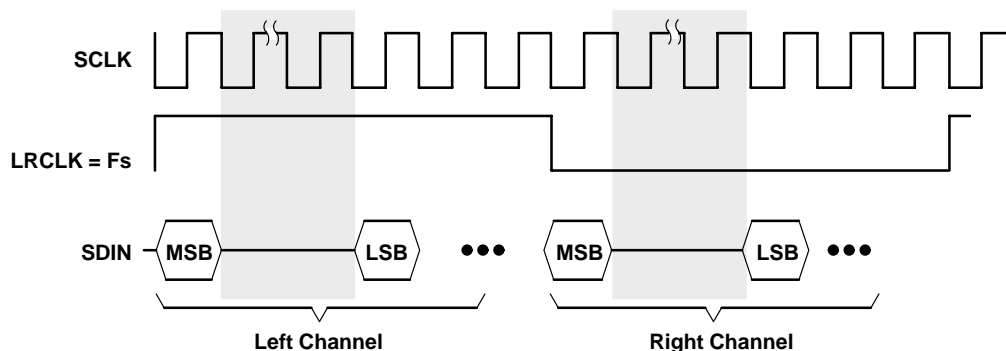 SCLK
LRCLK = Fs
SDIN MSB LSB ●●● MSB LSB ●●●
Left Channel Right Channel